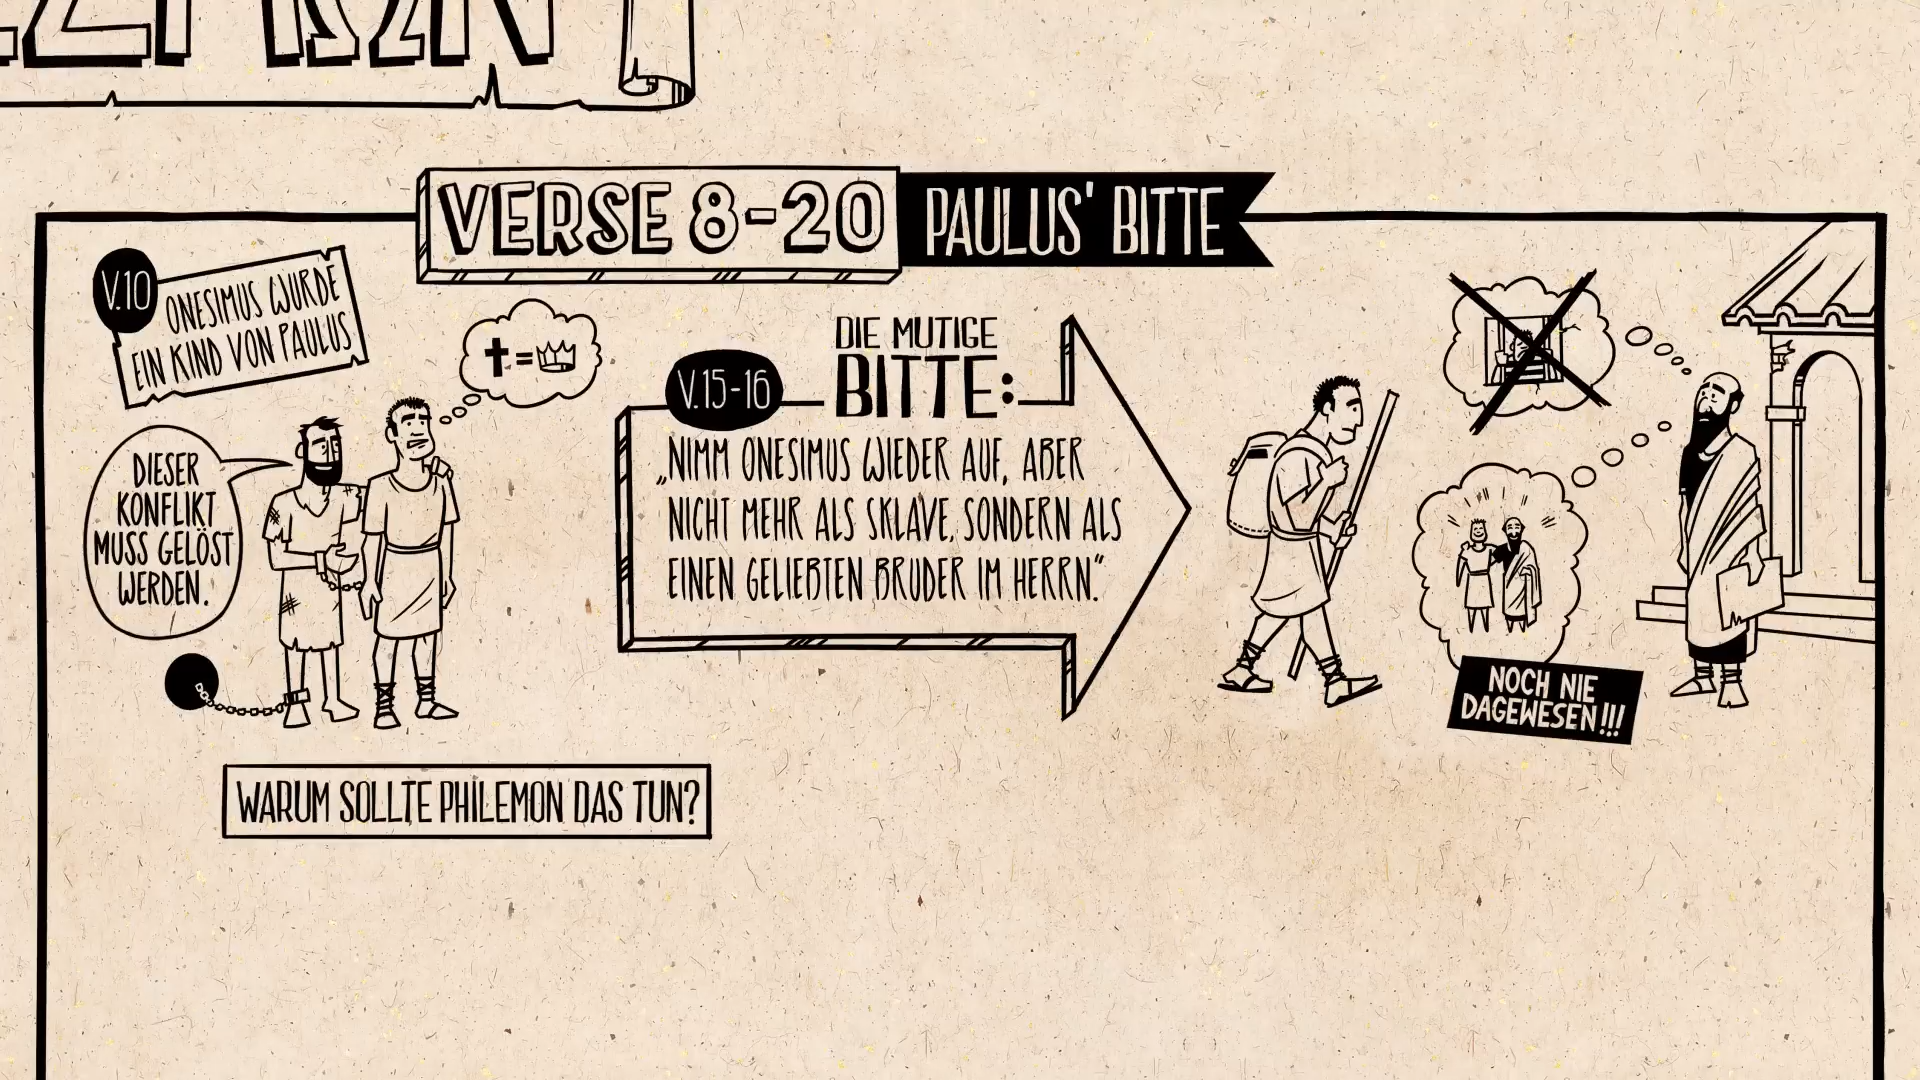 VERSE 8-20 PAULUS' BITTE
V.10
ONESIMUS WURDE
EIN KIND VON PAULUS
DIESER
KONFLIKT
MUSS GELÖST
WERDEN.
DIE MUTIGE
BITTE:
V.15-16
„NIMM ONESIMUS WIEDER AUF, ABER
NICHT MEHR ALS SKLAVE, SONDERN ALS
EINEN GELIEBTEN BRUDER IM HERRN.“
NOCH NIE
DAGEWESEN!!!
WARUM SOLLTE PHILEMON DAS TUN?